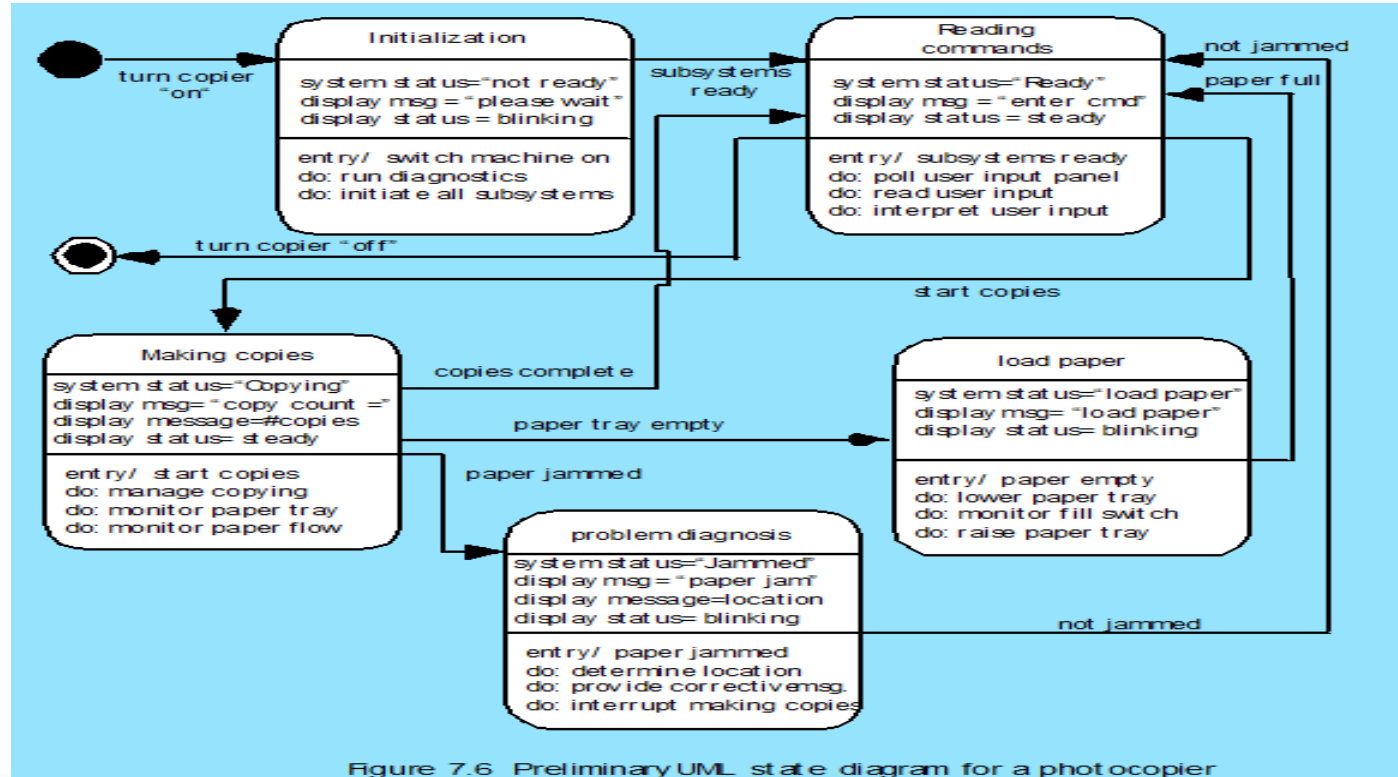 turn copier
"on"
Initialization
system status="not ready"
display msg = "please wait"
display status = blinking
entry/ switch machine on
do: run diagnostics
do: initiate all subsystems
subsystems
ready
Reading
commands
system status="Ready"
display msg = "enter cmd"
display status = steady
entry/ subsystems ready
do: poll user input panel
do: read user input
do: interpret user input
not jammed
paper full
turn copier "off"
start copies
Making copies
system status="Copying"
display msg= "copy count ="
display message=#copies
display status= steady
entry/ start copies
do: manage copying
do: monitor paper tray
do: monitor paper flow
copies complete
paper tray empty
paper jammed
load paper
system status="load paper"
display msg= "load paper"
display status= blinking
entry/ paper empty
do: lower paper tray
do: monitor fill switch
do: raise paper tray
problem diagnosis
system status="Jammed"
display msg = "paper jam"
display message=location
display status= blinking
entry/ paper jammed
do: determine location
do: provide correctivemsg.
do: interrupt making copies
not jammed
Figure 7.6 Preliminary UML state diagram for a photocopier